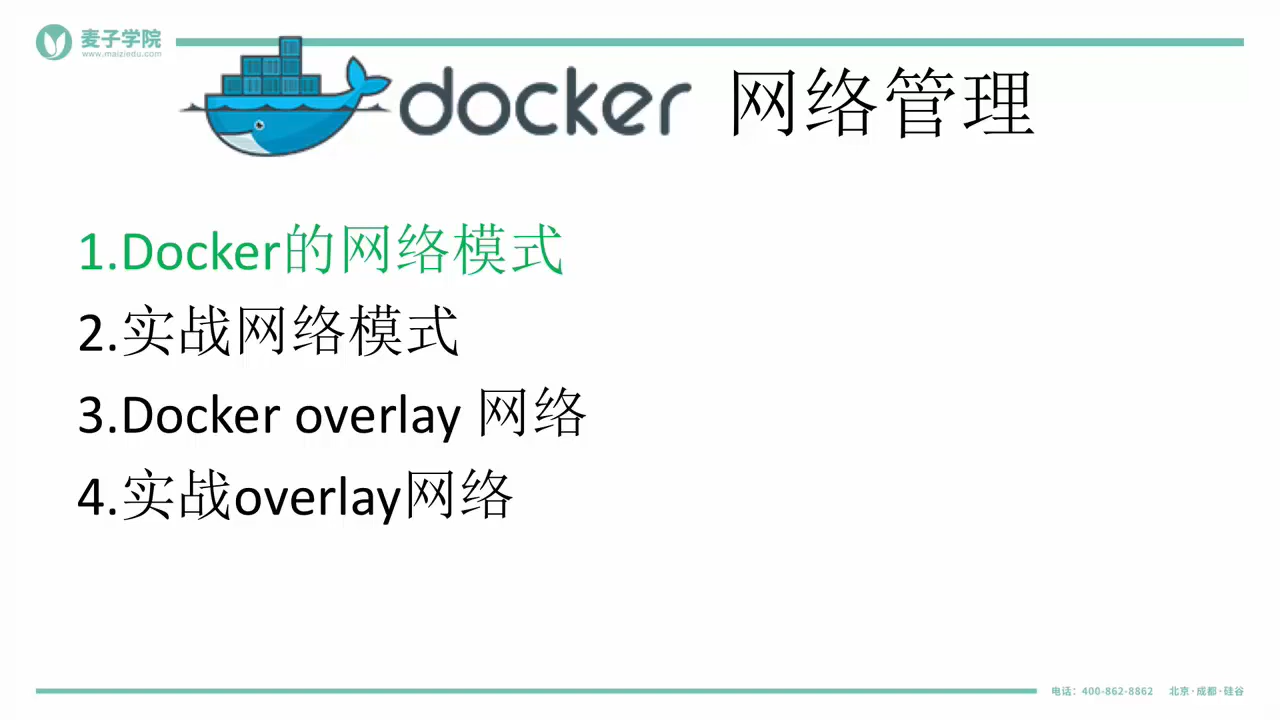 麦子学院
www.maiziedu.com
docker 网络管理
1.Docker的网络模式
2.实战网络模式
3.Docker overlay 网络
4.实战overlay网络
电话：400-862-8862 北京·成都·硅谷